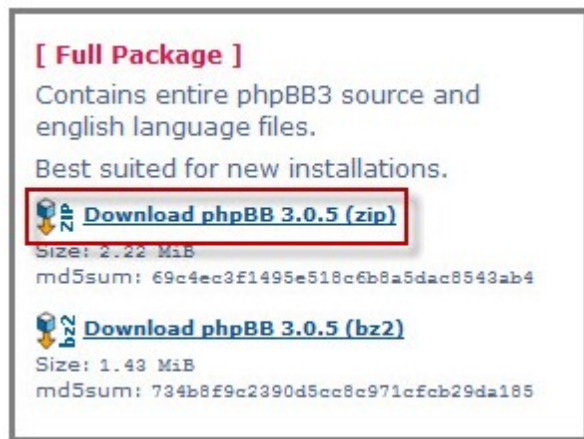 [ Full Package ]
Contains entire phpBB3 source and
english language files.
Best suited for new installations.
ZIP Download phpBB 3.0.5 (zip)
Size: 2.22 MiB
md5sum: 69c4ec3f1495e518c6b8a5dac8543ab4
bz2 Download phpBB 3.0.5 (bz2)
Size: 1.43 MiB
md5sum: 734b8f9c2390d5cc8c971cfcb29da185